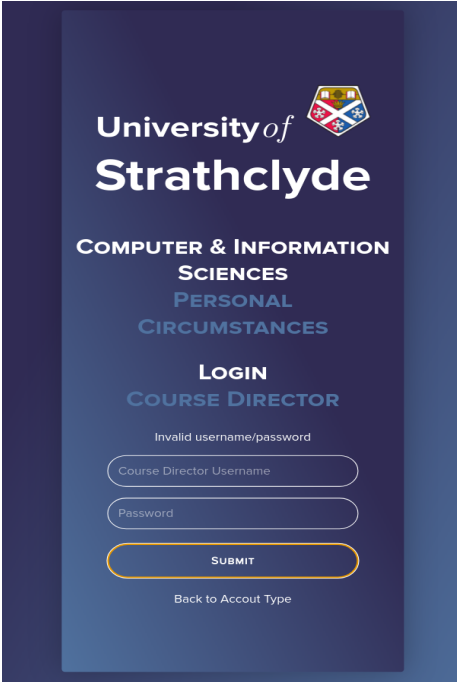 University of
Strathclyde
COMPUTER & INFORMATION
SCIENCES
PERSONAL
CIRCUMSTANCES
LOGIN
COURSE DIRECTOR
Invalid username/password
Course Director Username
Password
SUBMIT
Back to Accout Type